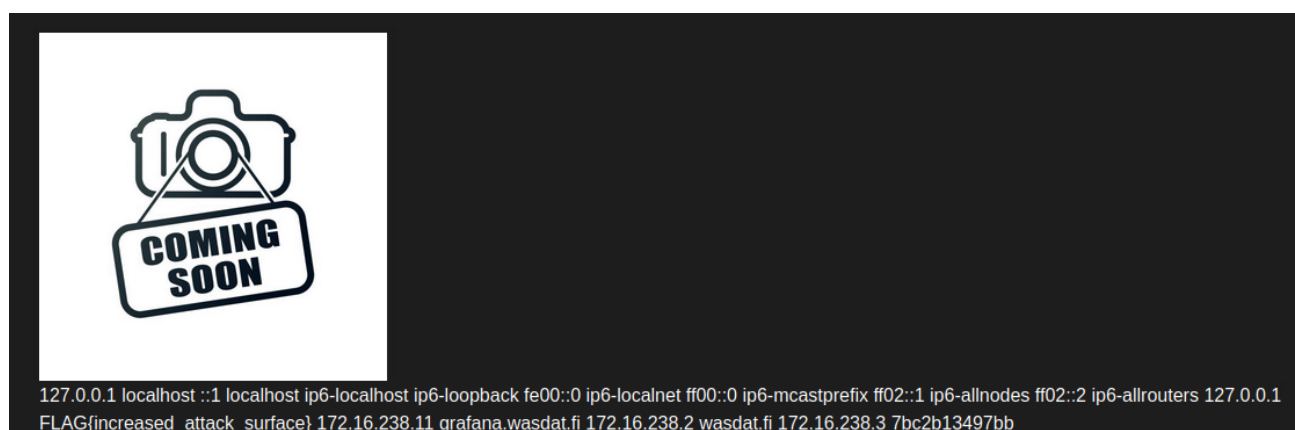 COMING
SOON
127.0.0.1 localhost ::1 localhost ip6-localhost ip6-loopback fe00::0 ip6-localnet ff00::0 ip6-mcastprefix ff02::1 ip6-allnodes ff02::2 ip6-allrouters 127.0.0.1
FLAG{increased_attack_surface} 172.16.238.11 grafana.wasdat.fi 172.16.238.2 wasdat.fi 172.16.238.3 7bc2b13497bb